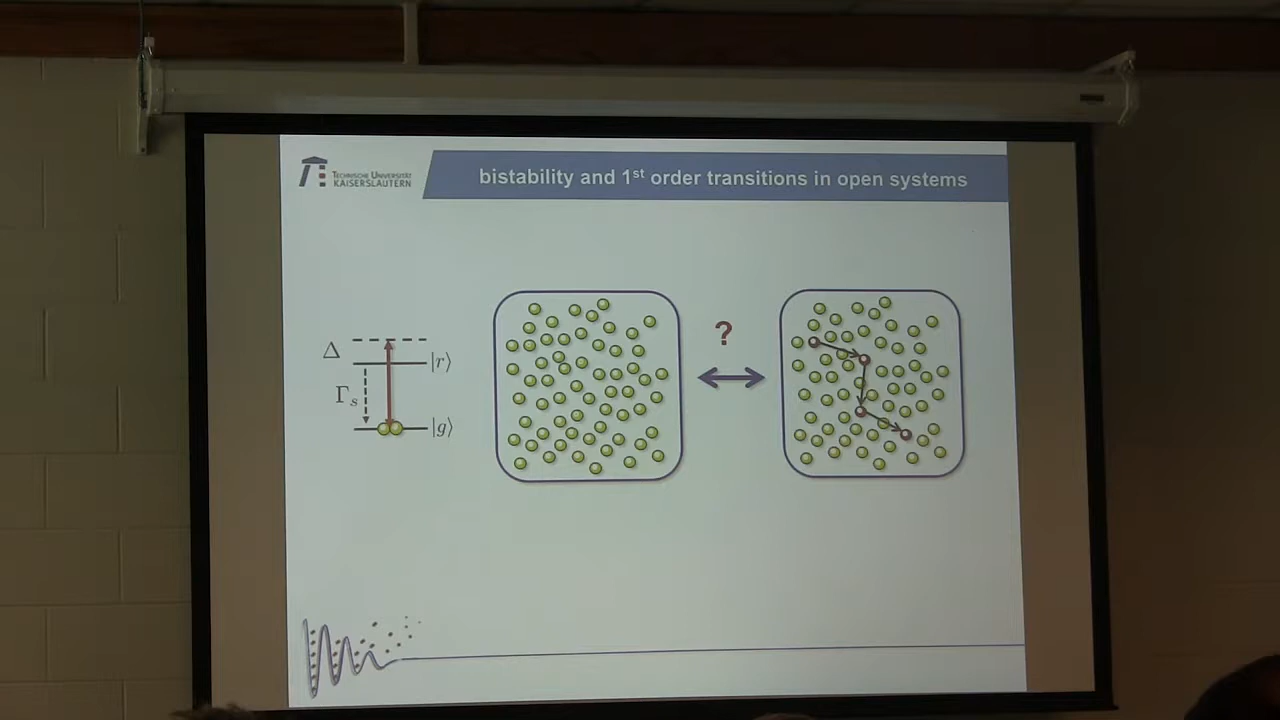 TECHNISCHE UNIVERSITÄT
KAISERSLAUTERN
bistability and 1st order transitions in open systems
?
Δ
|r⟩
Γs
|g⟩